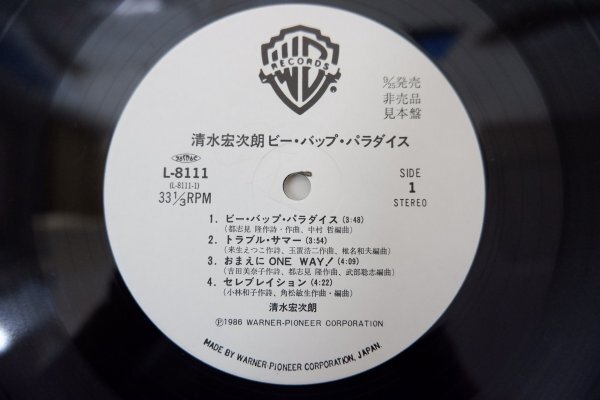 WB
RECORDS
®
9/25発売
非売品
見本盤
清水宏次朗 ビー・バップ・パラダイス
L-8111
(L-8111-1)
33 1/3 RPM
SIDE
1
STEREO
1. ビー・バップ・パラダイス (3:48)
(都志見 隆作詩・作曲、中村 哲編曲)
2. トラブル・サマー (3:54)
(来生えつこ作詩、玉置浩二作曲、椎名和夫編曲)
3. おまえに ONE WAY! (4:09)
(吉田美奈子作詩、都志見 隆作曲、武部聡志編曲)
4. セレブレイション (4:22)
(小林和子作詩、角松敏生作曲・編曲)
清水宏次朗
Ⓟ1986 WARNER-PIONEER CORPORATION
MADE BY WARNER-PIONEER CORPORATION, JAPAN.